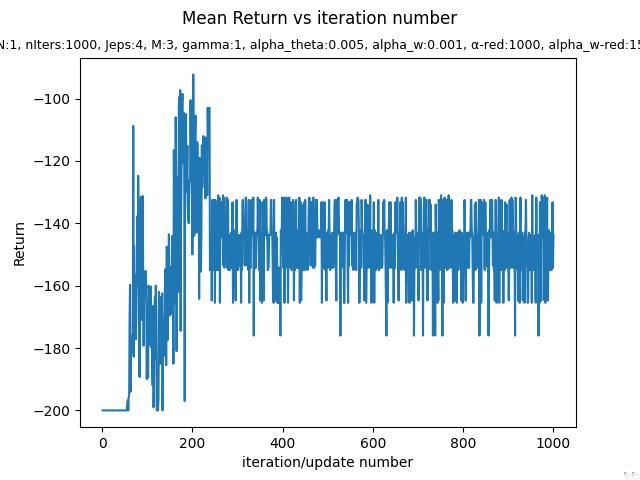 Mean Return vs iteration number
N:1, nIters:1000, Jeps:4, M:3, gamma:1, alpha_theta:0.005, alpha_w:0.001, α-red:1000, alpha_w-red:15
Return
−100
−120
−140
−160
−180
−200
0 200 400 600 800 1000
iteration/update number